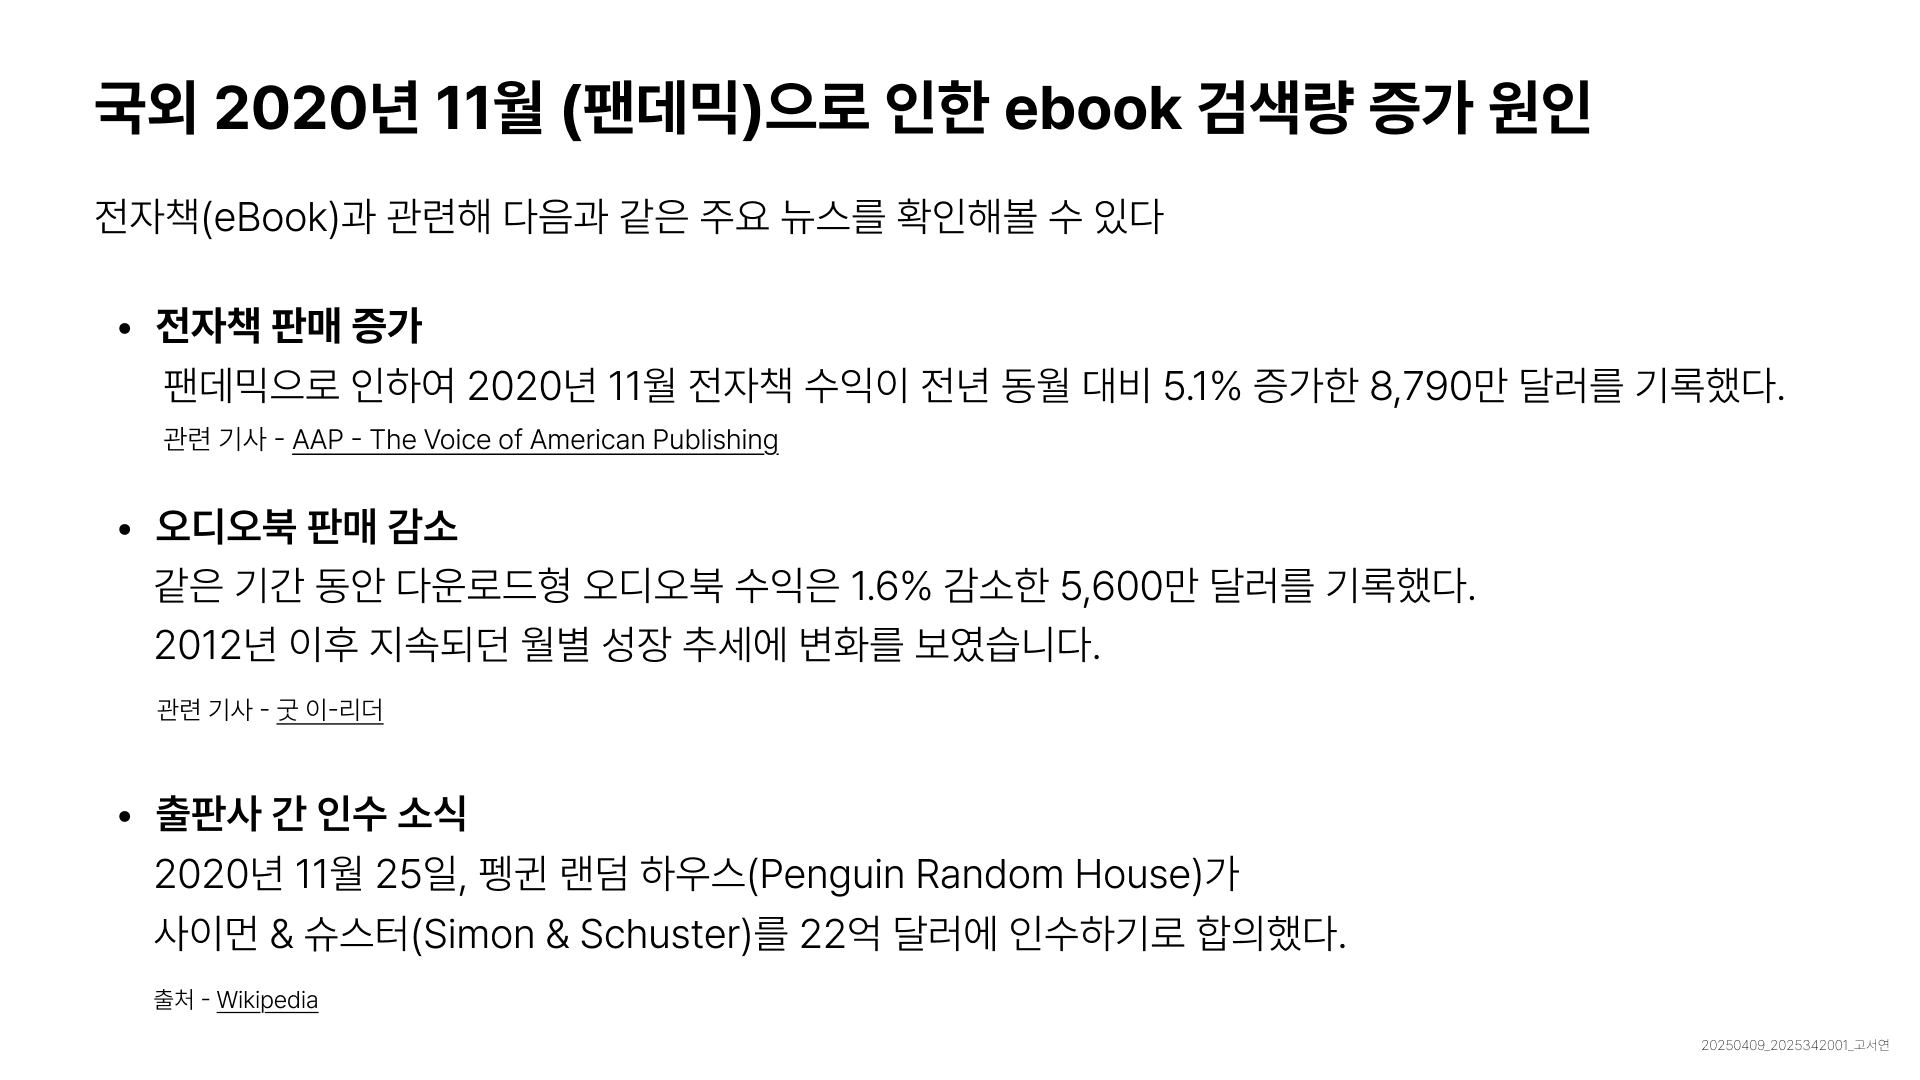 국외 2020년 11월 (팬데믹)으로 인한 ebook 검색량 증가 원인
전자책(eBook)과 관련해 다음과 같은 주요 뉴스를 확인해볼 수 있다
• 전자책 판매 증가
팬데믹으로 인하여 2020년 11월 전자책 수익이 전년 동월 대비 5.1% 증가한 8,790만 달러를 기록했다.
관련 기사 - AAP - The Voice of American Publishing
• 오디오북 판매 감소
같은 기간 동안 다운로드형 오디오북 수익은 1.6% 감소한 5,600만 달러를 기록했다.
2012년 이후 지속되던 월별 성장 추세에 변화를 보였습니다.
관련 기사 - 굿 이-리더
• 출판사 간 인수 소식
2020년 11월 25일, 펭귄 랜덤 하우스(Penguin Random House)가
사이먼 & 슈스터(Simon & Schuster)를 22억 달러에 인수하기로 합의했다.
출처 - Wikipedia
20250409_2025342001_고서연